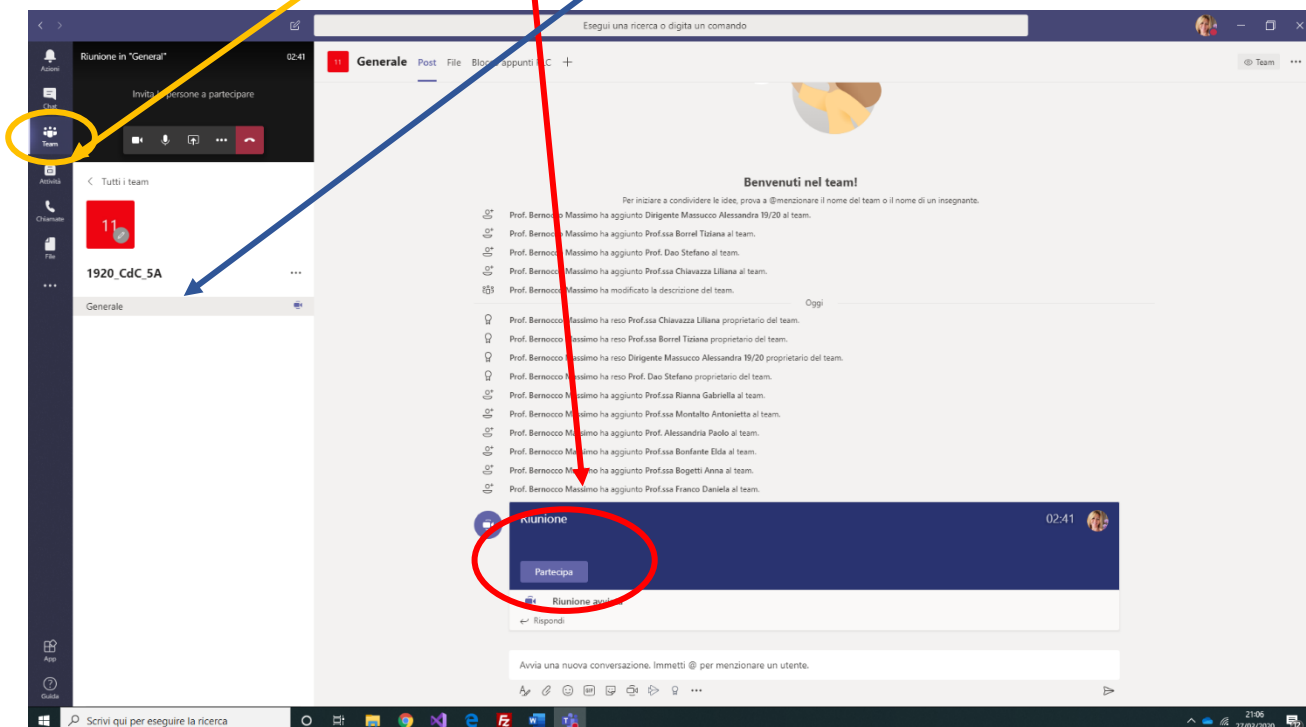 Esegui una ricerca o digita un comando
Azioni
Chat
Team
Attività
Chiamate
File
App
Guida
Riunione in "General" 02:41
Invita persone a partecipare
< Tutti i team
11
1920_CdC_5A
Generale
11 Generale Post File Blocco appunti PLC +
Team
Benvenuti nel team!
Per iniziare a condividere le idee, prova a @menzionare il nome del team o il nome di un insegnante.
Prof. Bernocco Massimo ha aggiunto Dirigente Massucco Alessandra 19/20 al team.
Prof. Bernocco Massimo ha aggiunto Prof.ssa Borrel Tiziana al team.
Prof. Bernocco Massimo ha aggiunto Prof. Dao Stefano al team.
Prof. Bernocco Massimo ha aggiunto Prof.ssa Chiavazza Liliana al team.
Prof. Bernocco Massimo ha modificato la descrizione del team.
Oggi
Prof. Bernocco Massimo ha reso Prof.ssa Chiavazza Liliana proprietario del team.
Prof. Bernocco Massimo ha reso Prof.ssa Borrel Tiziana proprietario del team.
Prof. Bernocco Massimo ha reso Dirigente Massucco Alessandra 19/20 proprietario del team.
Prof. Bernocco Massimo ha reso Prof. Dao Stefano proprietario del team.
Prof. Bernocco Massimo ha aggiunto Prof.ssa Rianna Gabriella al team.
Prof. Bernocco Massimo ha aggiunto Prof.ssa Montalto Antonietta al team.
Prof. Bernocco Massimo ha aggiunto Prof. Alessandria Paolo al team.
Prof. Bernocco Massimo ha aggiunto Prof.ssa Bonfante Elda al team.
Prof. Bernocco Massimo ha aggiunto Prof.ssa Bogetti Anna al team.
Prof. Bernocco Massimo ha aggiunto Prof.ssa Franco Daniela al team.
Riunione 02:41
Partecipa
Riunione avviata
Rispondi
Avvia una nuova conversazione. Immetti @ per menzionare un utente.
Scrivi qui per eseguire la ricerca
21:06
27/03/2020